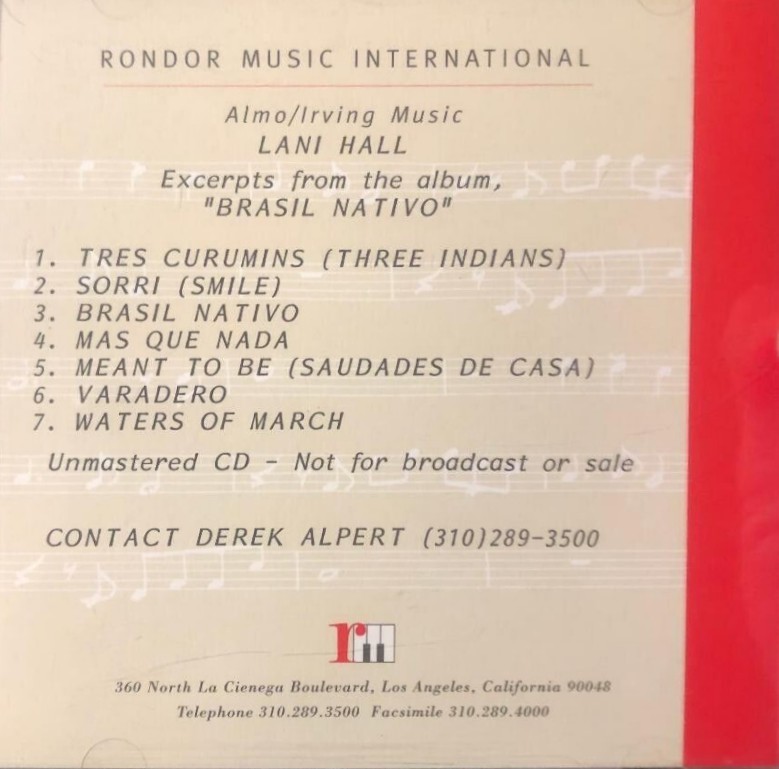 RONDOR MUSIC INTERNATIONAL
Almo/Irving Music
LANI HALL
Excerpts from the album,
"BRASIL NATIVO"
1. TRES CURUMINS (THREE INDIANS)
2. SORRI (SMILE)
3. BRASIL NATIVO
4. MAS QUE NADA
5. MEANT TO BE (SAUDADES DE CASA)
6. VARADERO
7. WATERS OF MARCH
Unmastered CD - Not for broadcast or sale
CONTACT DEREK ALPERT (310)289-3500
rm
360 North La Cienega Boulevard, Los Angeles, California 90048
Telephone 310.289.3500 Facsimile 310.289.4000